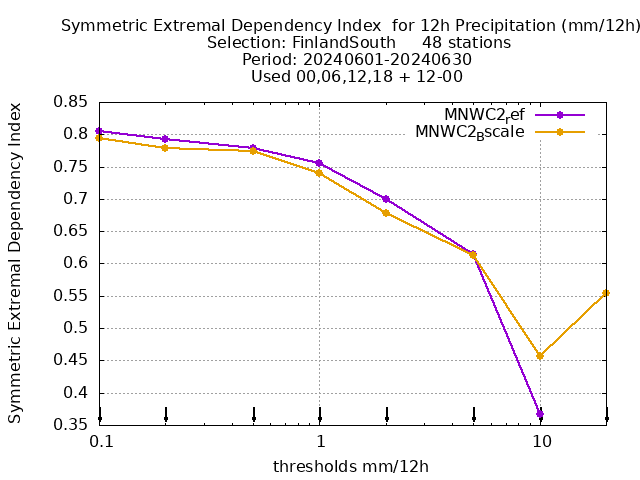 Symmetric Extremal Dependency Index  for 12h Precipitation (mm/12h)
Selection: FinlandSouth     48 stations
Period: 20240601-20240630
Used 00,06,12,18 + 12-00
MNWC2ref
MNWC2Bscale
Symmetric Extremal Dependency Index
0.85
0.8
0.75
0.7
0.65
0.6
0.55
0.5
0.45
0.4
0.35
0.1
1
10
thresholds mm/12h